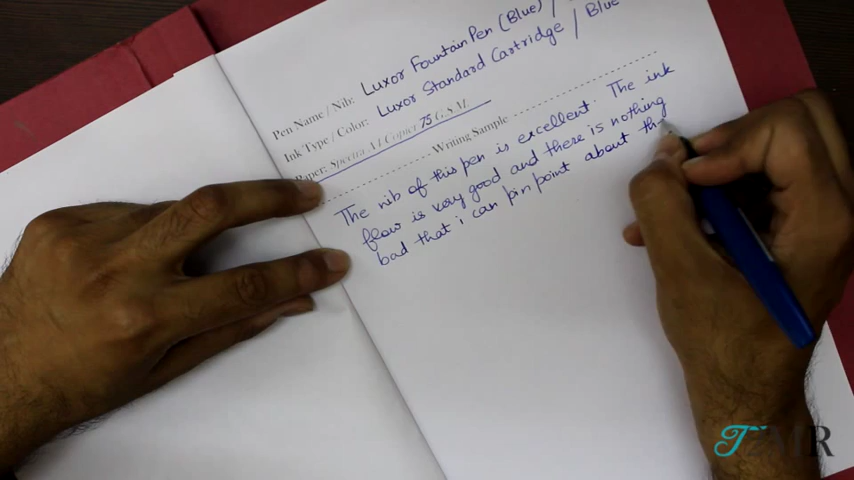 Pen Name / Nib: Luxor Fountain Pen (Blue) /
Ink Type / Color: Luxor Standard Cartridge / Blue
Paper: Spectra A4 Copier 75 G.S.M.
Writing Sample
The nib of this pen is excellent. The ink
flow is very good and there is nothing
bad that i can pin point about thi